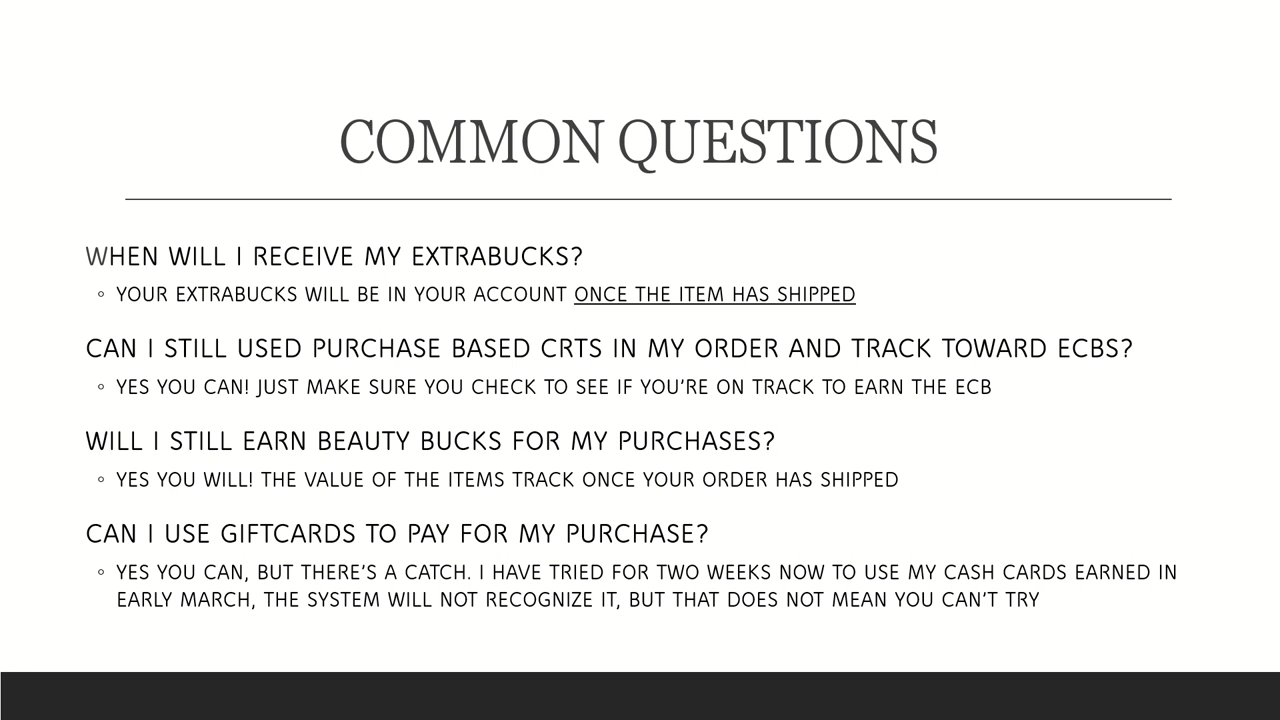 COMMON QUESTIONS
WHEN WILL I RECEIVE MY EXTRABUCKS?
◦ YOUR EXTRABUCKS WILL BE IN YOUR ACCOUNT ONCE THE ITEM HAS SHIPPED
CAN I STILL USED PURCHASE BASED CRTS IN MY ORDER AND TRACK TOWARD ECBS?
◦ YES YOU CAN! JUST MAKE SURE YOU CHECK TO SEE IF YOU'RE ON TRACK TO EARN THE ECB
WILL I STILL EARN BEAUTY BUCKS FOR MY PURCHASES?
◦ YES YOU WILL! THE VALUE OF THE ITEMS TRACK ONCE YOUR ORDER HAS SHIPPED
CAN I USE GIFTCARDS TO PAY FOR MY PURCHASE?
◦ YES YOU CAN, BUT THERE'S A CATCH. I HAVE TRIED FOR TWO WEEKS NOW TO USE MY CASH CARDS EARNED IN
EARLY MARCH, THE SYSTEM WILL NOT RECOGNIZE IT, BUT THAT DOES NOT MEAN YOU CAN'T TRY